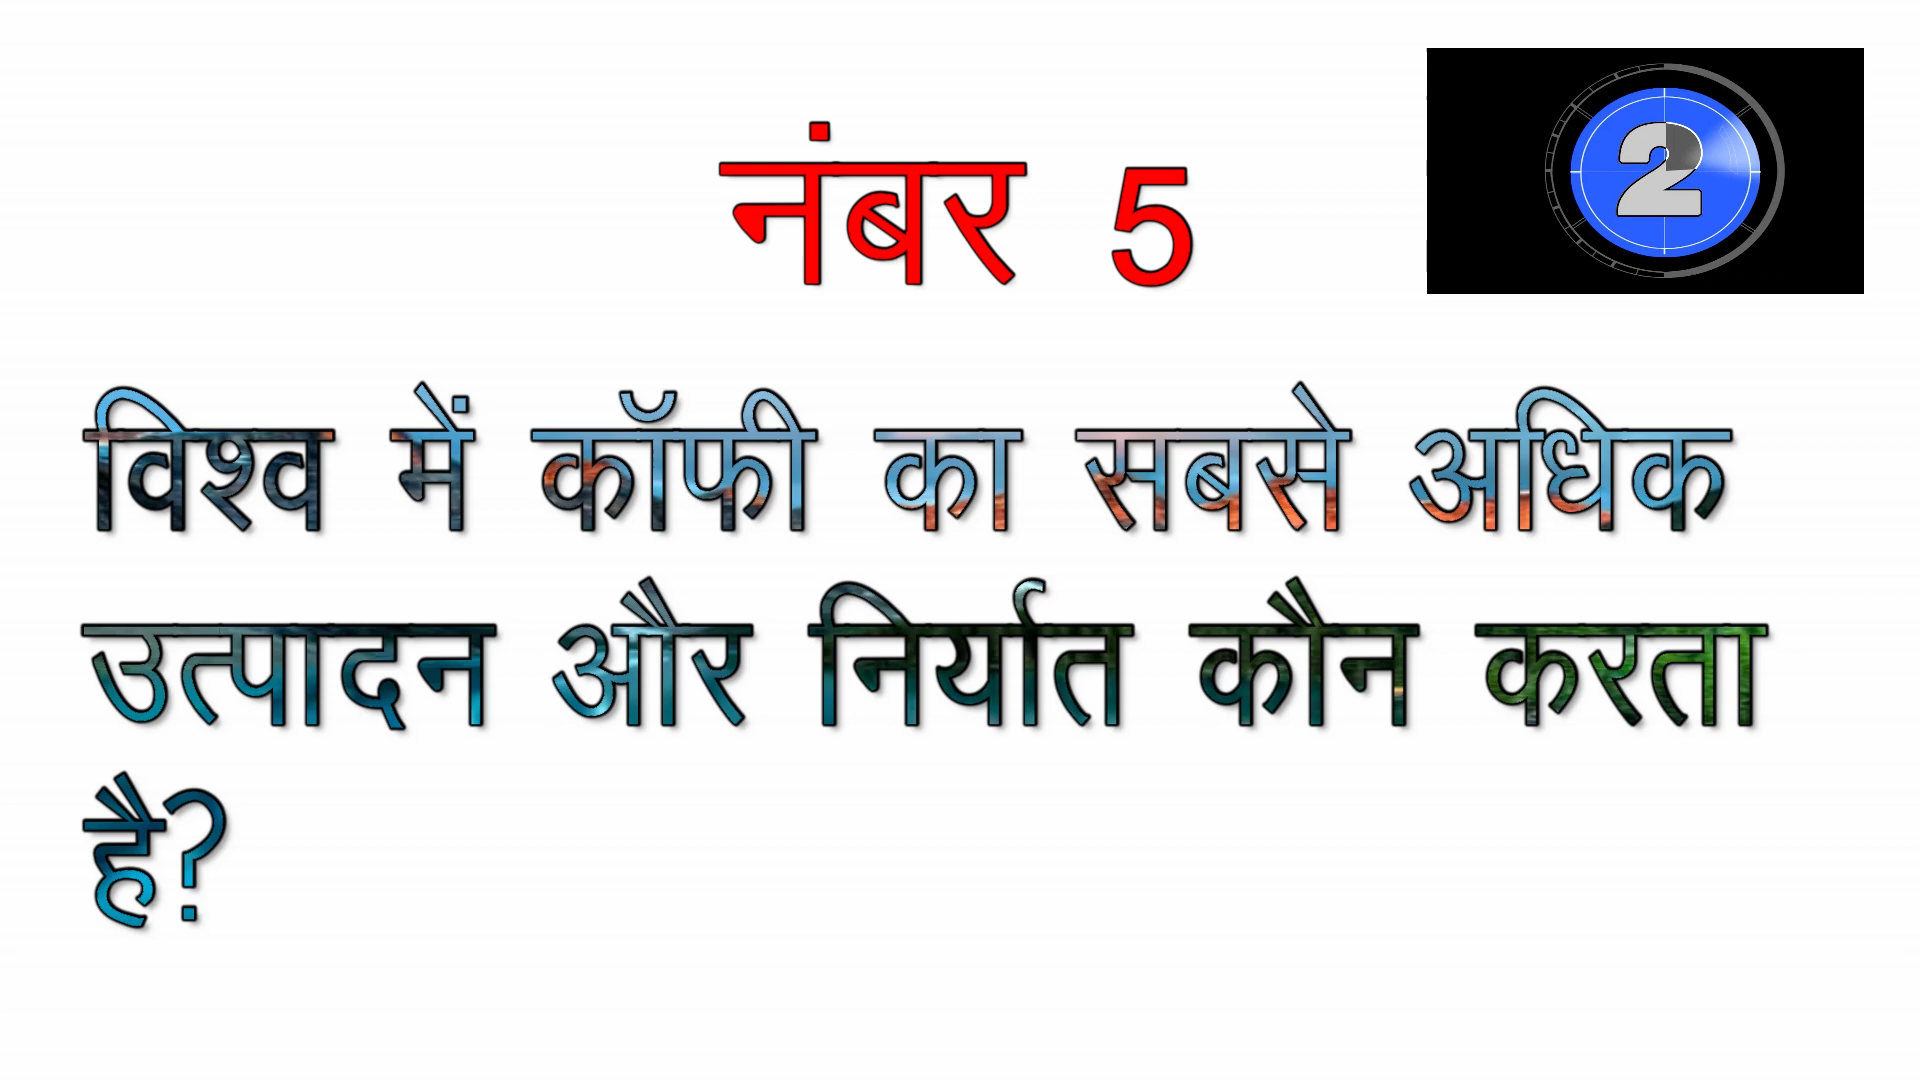 2
नंबर 5
विश्व में कॉफी का सबसे अधिक
उत्पादन और निर्यात कौन करता
है?